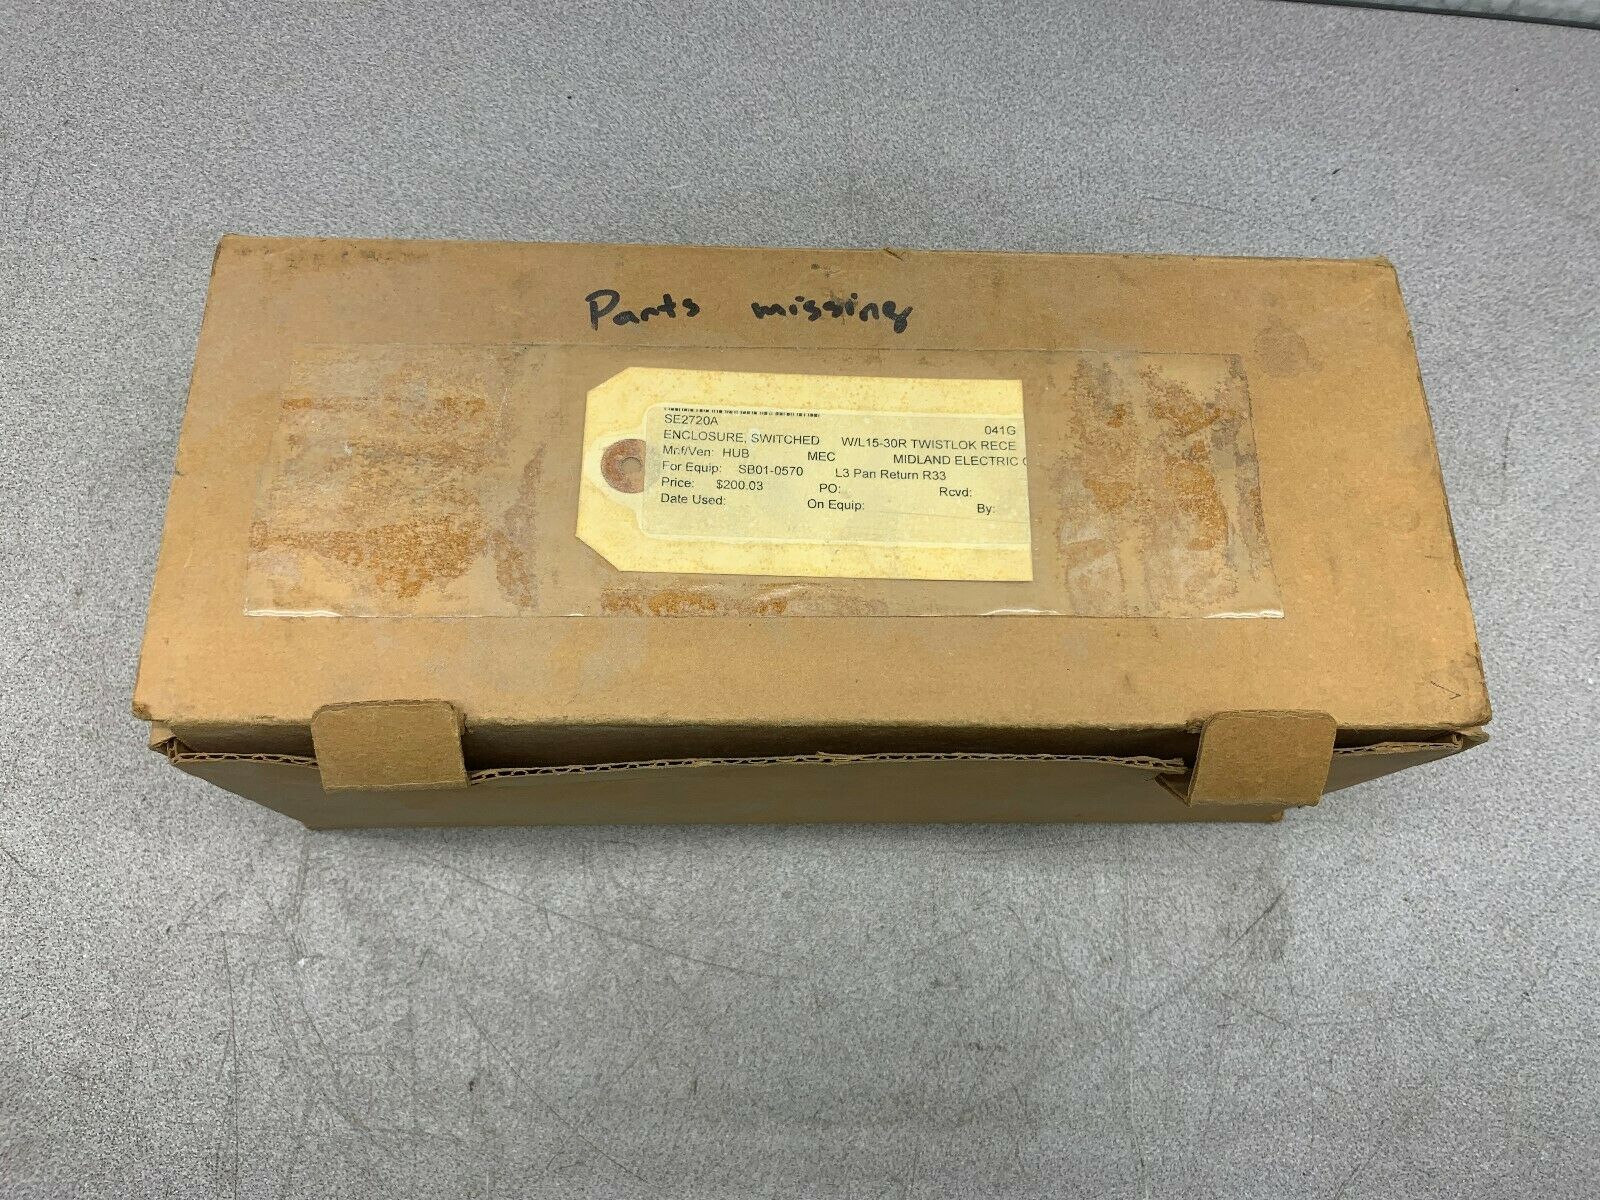 Parts missing
SE2720A 041G
ENCLOSURE, SWITCHED W/L15-30R TWISTLOK RECE
Mnf/Ven: HUB MEC MIDLAND ELECTRIC C
For Equip: SB01-0570 L3 Pan Return R33
Price: $200.03 PO: Rcvd:
Date Used: On Equip: By: